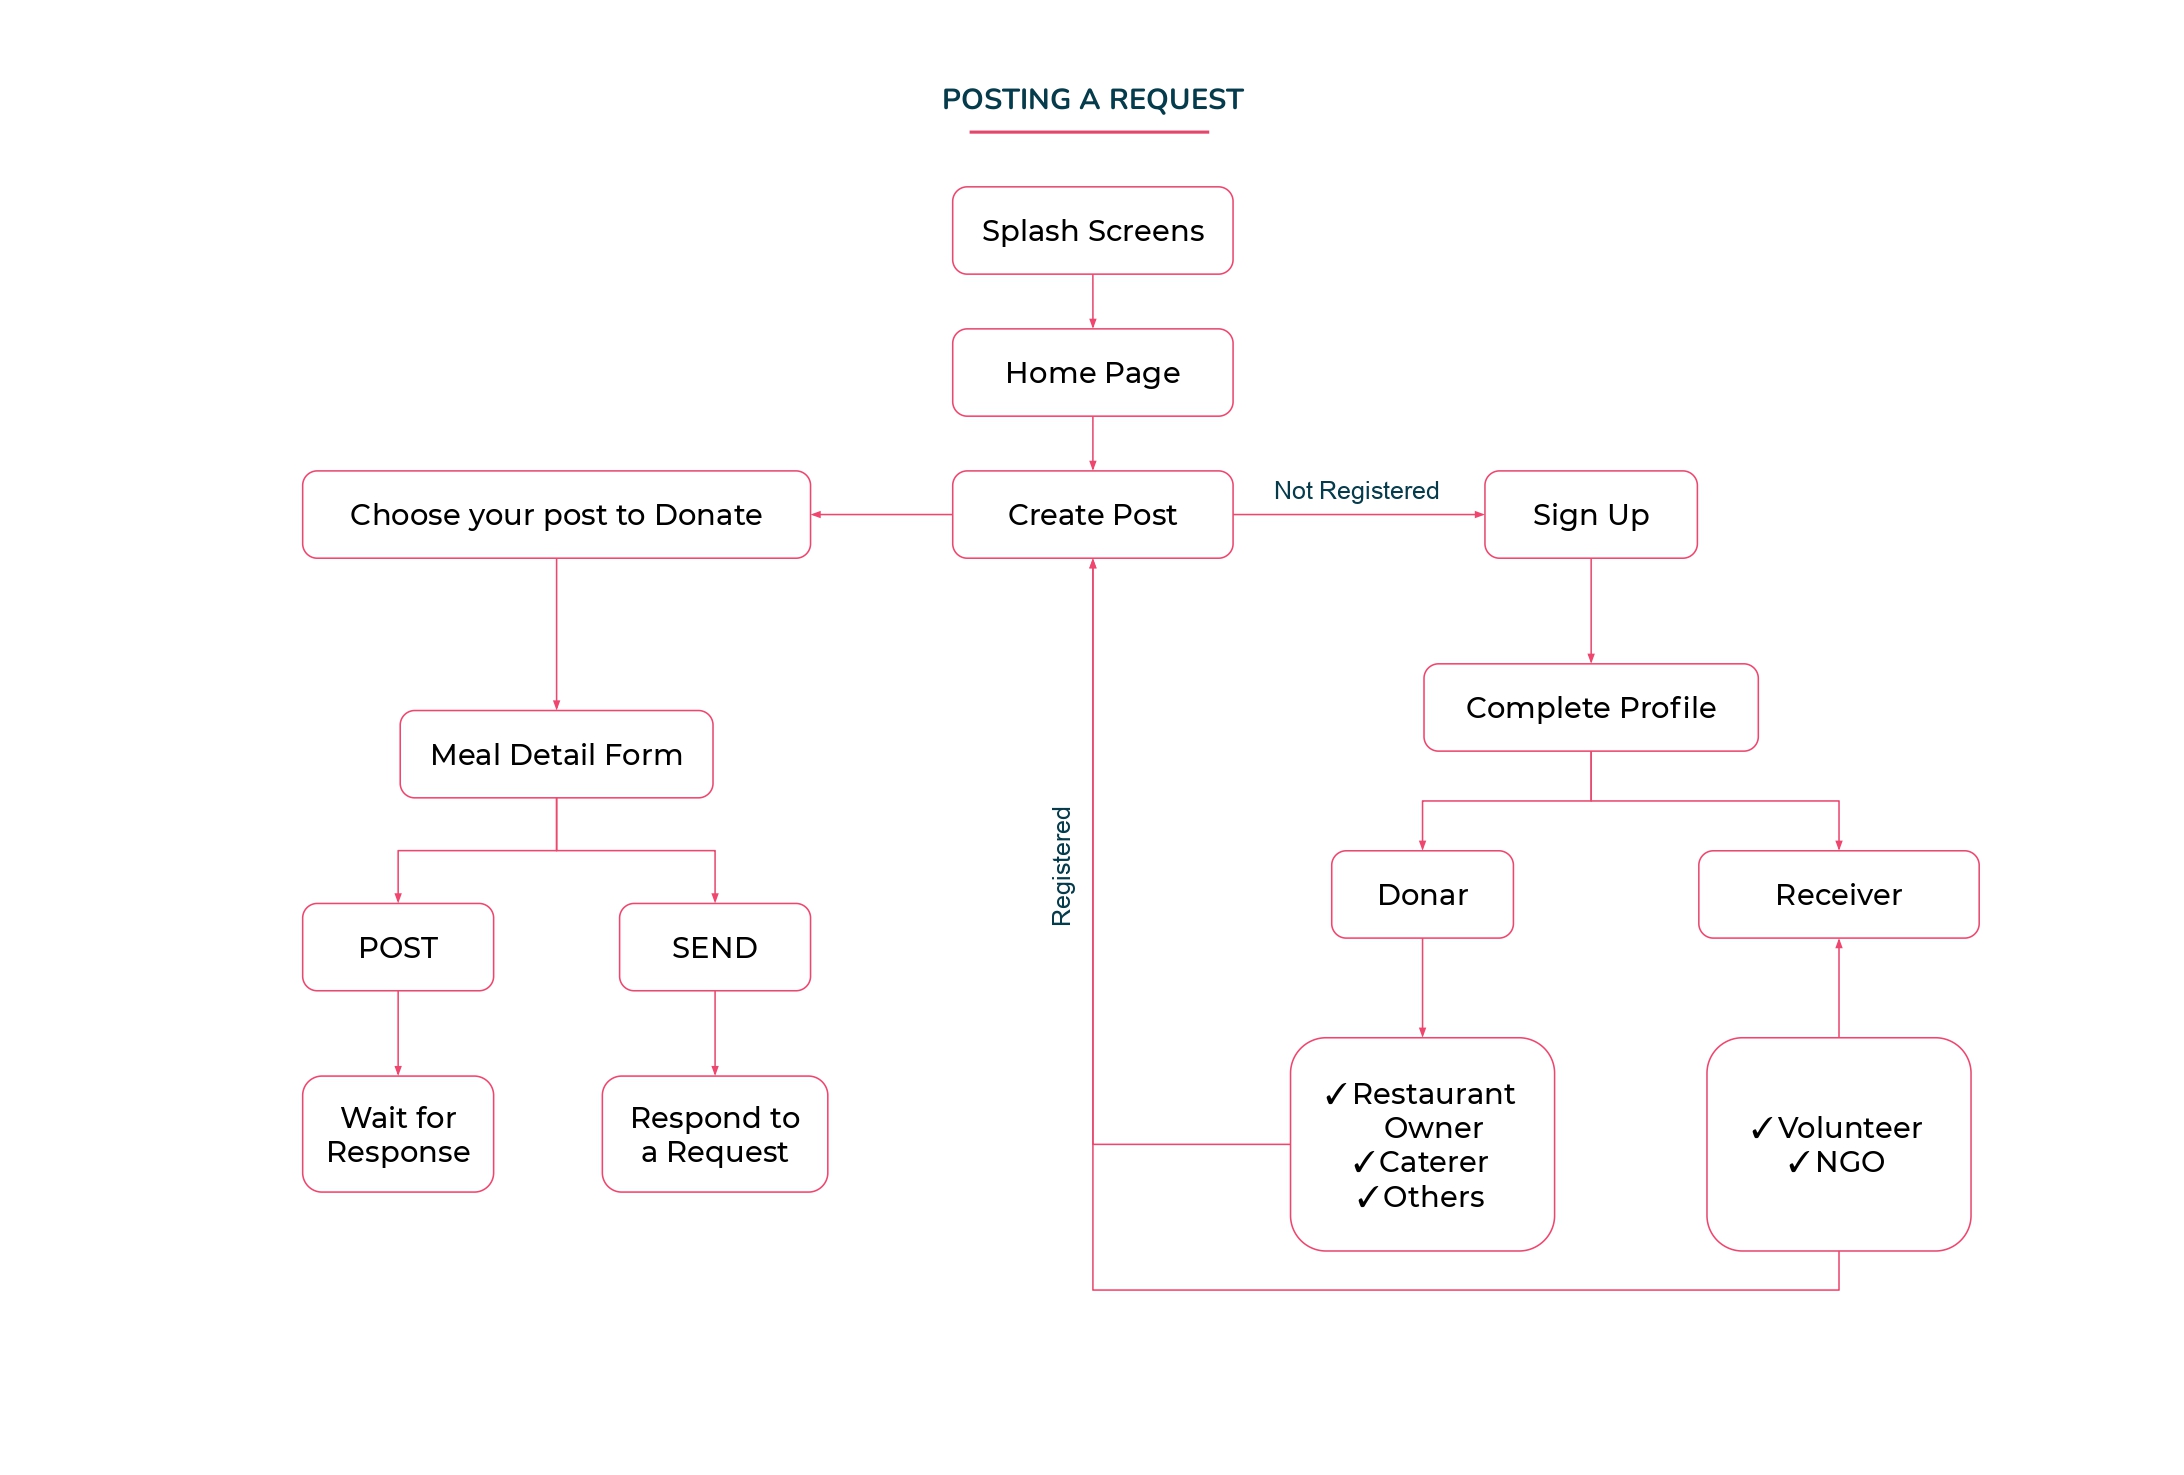 POSTING A REQUEST
Splash Screens
Home Page
Choose your post to Donate
Create Post
Not Registered
Sign Up
Complete Profile
Meal Detail Form
Registered
Donar
Receiver
POST
SEND
Wait for
Response
Respond to
a Request
✓Restaurant
Owner
✓Caterer
✓Others
✓Volunteer
✓NGO